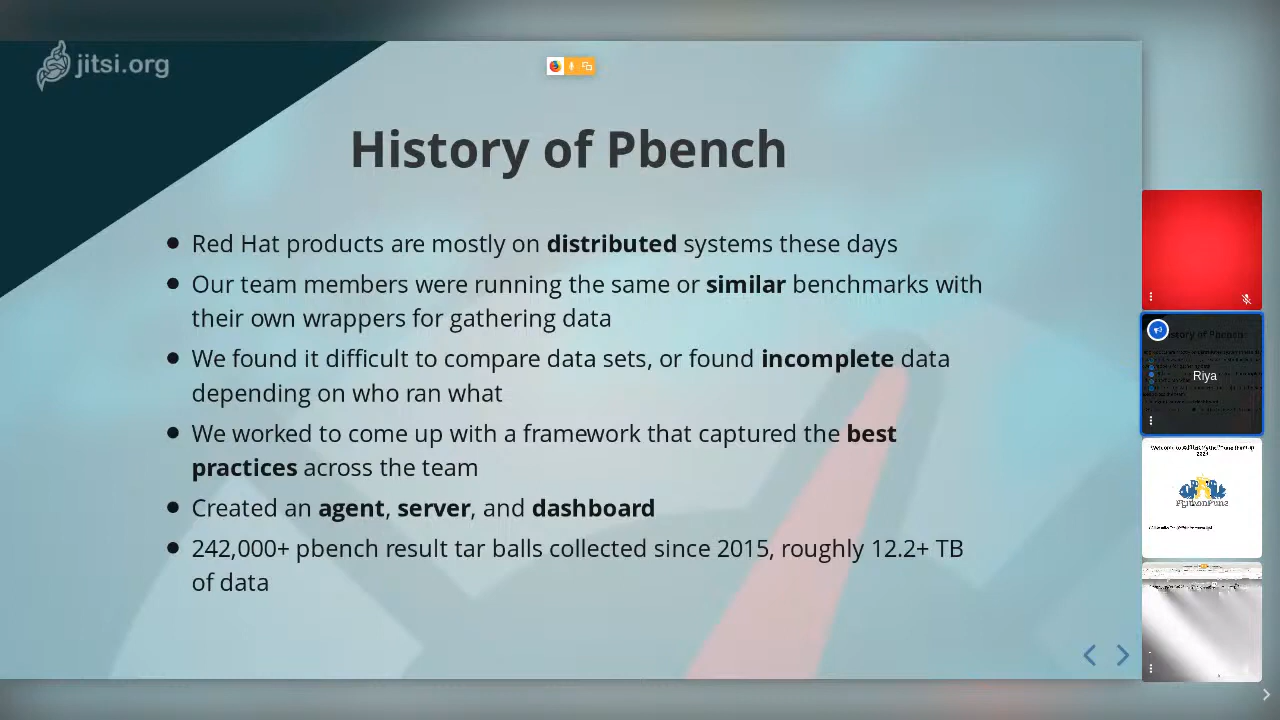 jitsi.org
History of Pbench
Red Hat products are mostly on distributed systems these days
Our team members were running the same or similar benchmarks with
their own wrappers for gathering data
We found it difficult to compare data sets, or found incomplete data
depending on who ran what
We worked to come up with a framework that captured the best
practices across the team
Created an agent, server, and dashboard
242,000+ pbench result tar balls collected since 2015, roughly 12.2+ TB
of data
History of Pbench
Riya